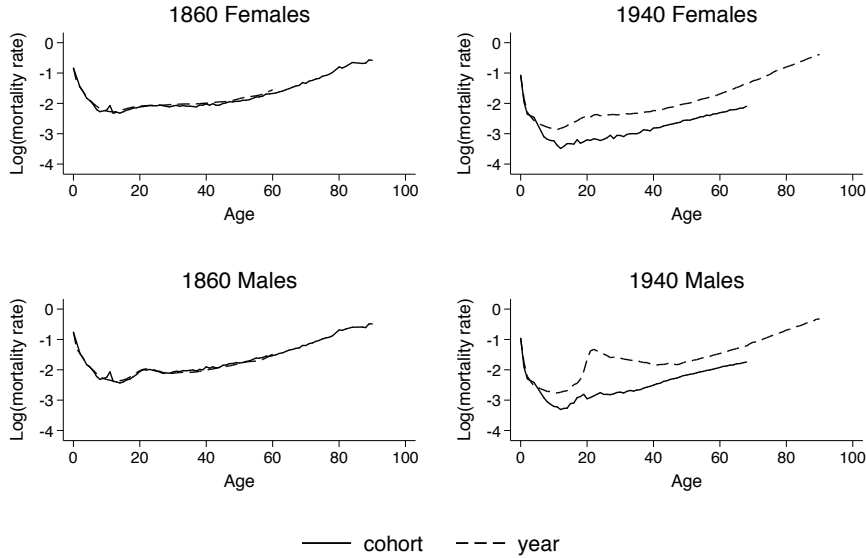 1860 Females
1940 Females
Log(mortality rate)
0
-1
-2
-3
-4
0 20 40 60 80 100
Age
Log(mortality rate)
0
-1
-2
-3
-4
0 20 40 60 80 100
Age
1860 Males
1940 Males
Log(mortality rate)
0
-1
-2
-3
-4
0 20 40 60 80 100
Age
Log(mortality rate)
0
-1
-2
-3
-4
0 20 40 60 80 100
Age
cohort year